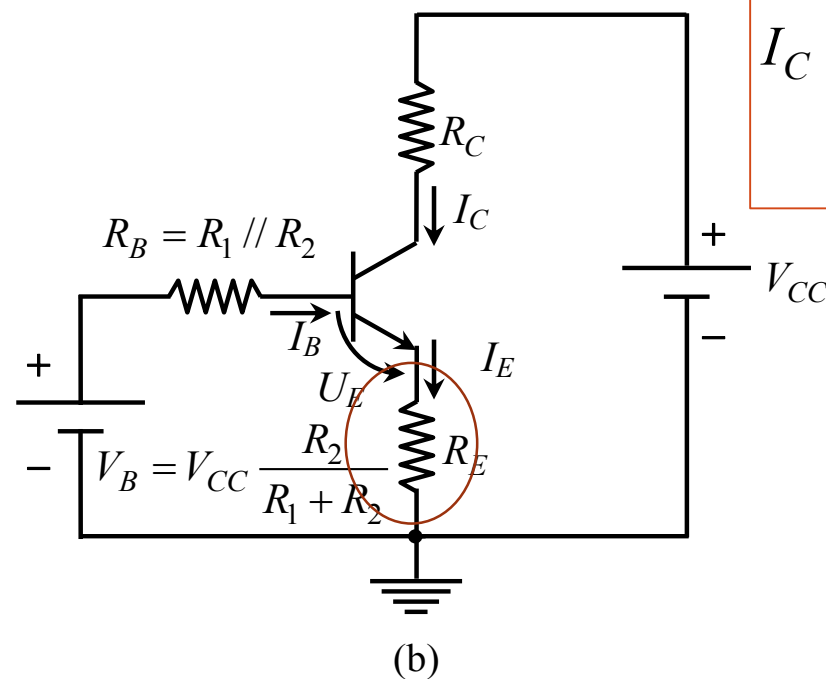 I_C
R_C
I_C
R_B = R_1 // R_2
+
V_CC
−
I_B
I_E
+
U_E
−
V_B = V_CC R_2 / (R_1 + R_2)
R_E
(b)